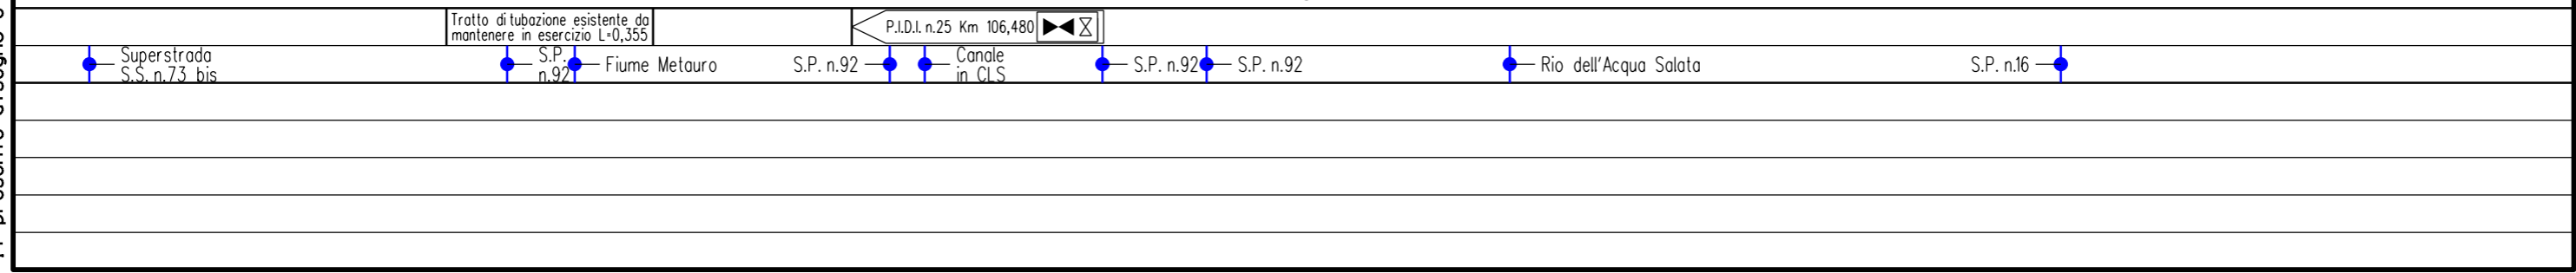 Tratto di tubazione esistente da
mantenere in esercizio L=0,355
P.I.D.I. n.25 Km 106,480
Superstrada
S.S. n.73 bis
S.P.
n.92
Fiume Metauro
S.P. n.92
Canale
in CLS
S.P. n.92
S.P. n.92
Rio dell'Acqua Salata
S.P. n.16